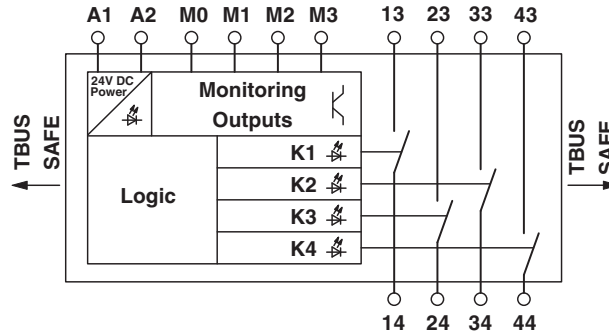 A1 A2 M0 M1 M2 M3 13 23 33 43
24V DC
Power
Monitoring
Outputs
TBUS
SAFE
Logic
K1
K2
K3
K4
TBUS
SAFE
14 24 34 44